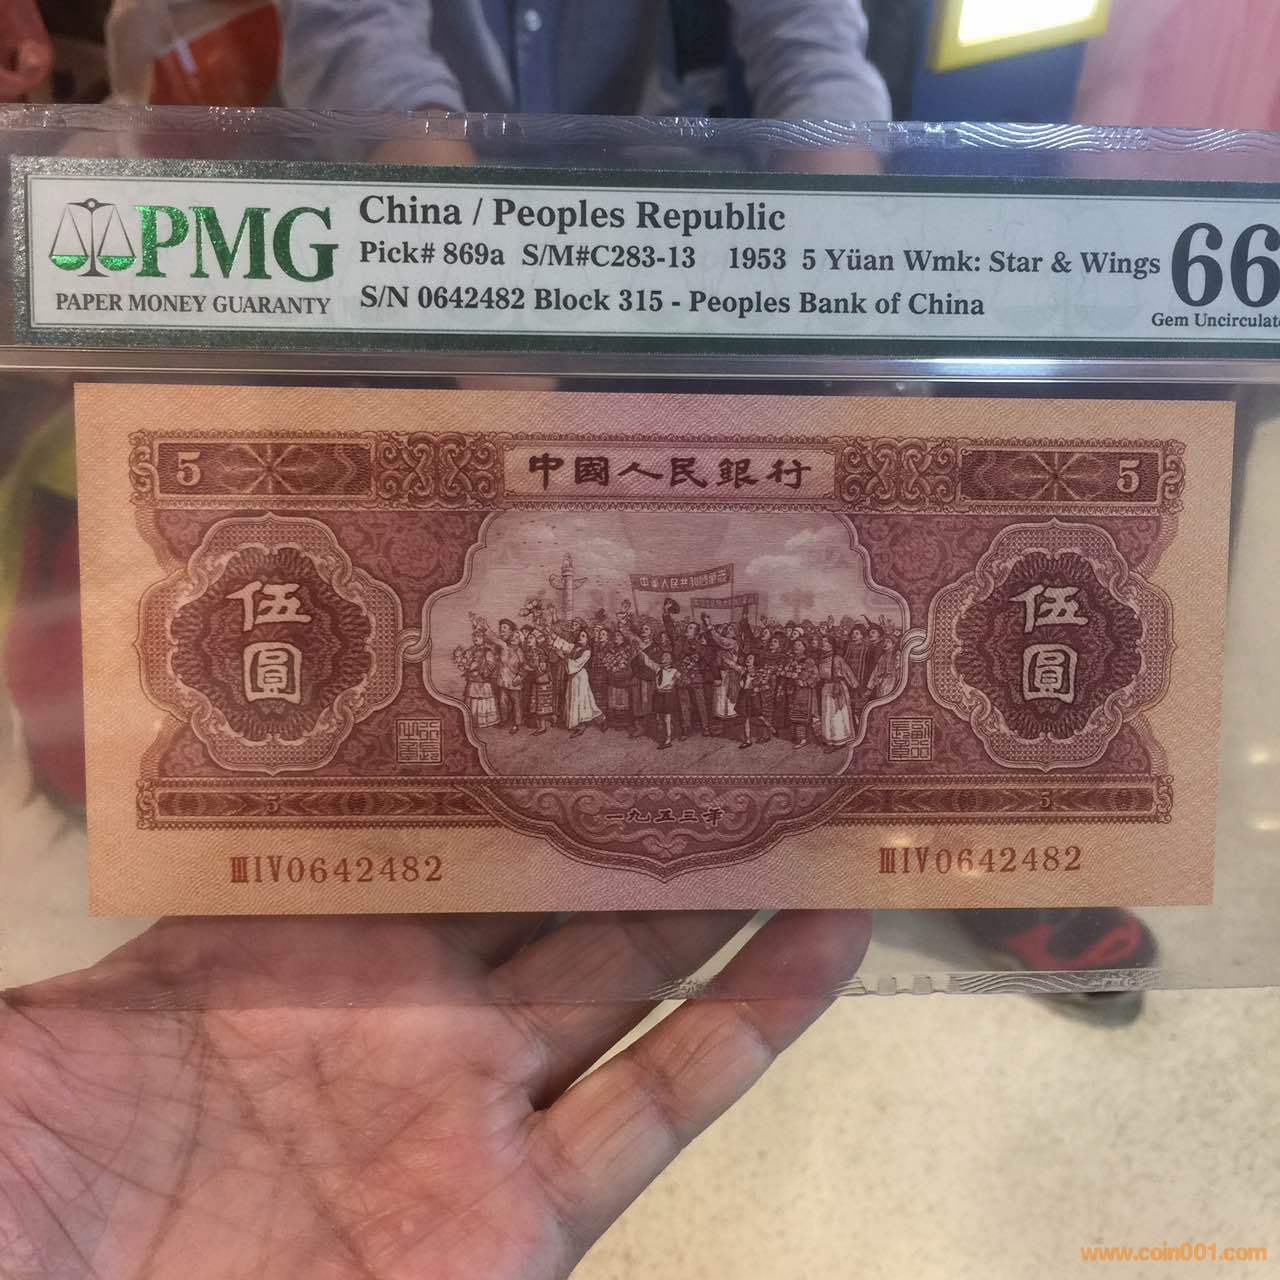 PMG
PAPER MONEY GUARANTY
China / Peoples Republic
Pick# 869a S/M#C283-13 1953 5 Yüan Wmk: Star & Wings
S/N 0642482 Block 315 - Peoples Bank of China
66
Gem Uncirculate
5
中國人民銀行
5
伍圓
伍圓
5
一九五三年
5
ⅢⅠⅤ0642482
ⅢⅠⅤ0642482
www.coin001.com